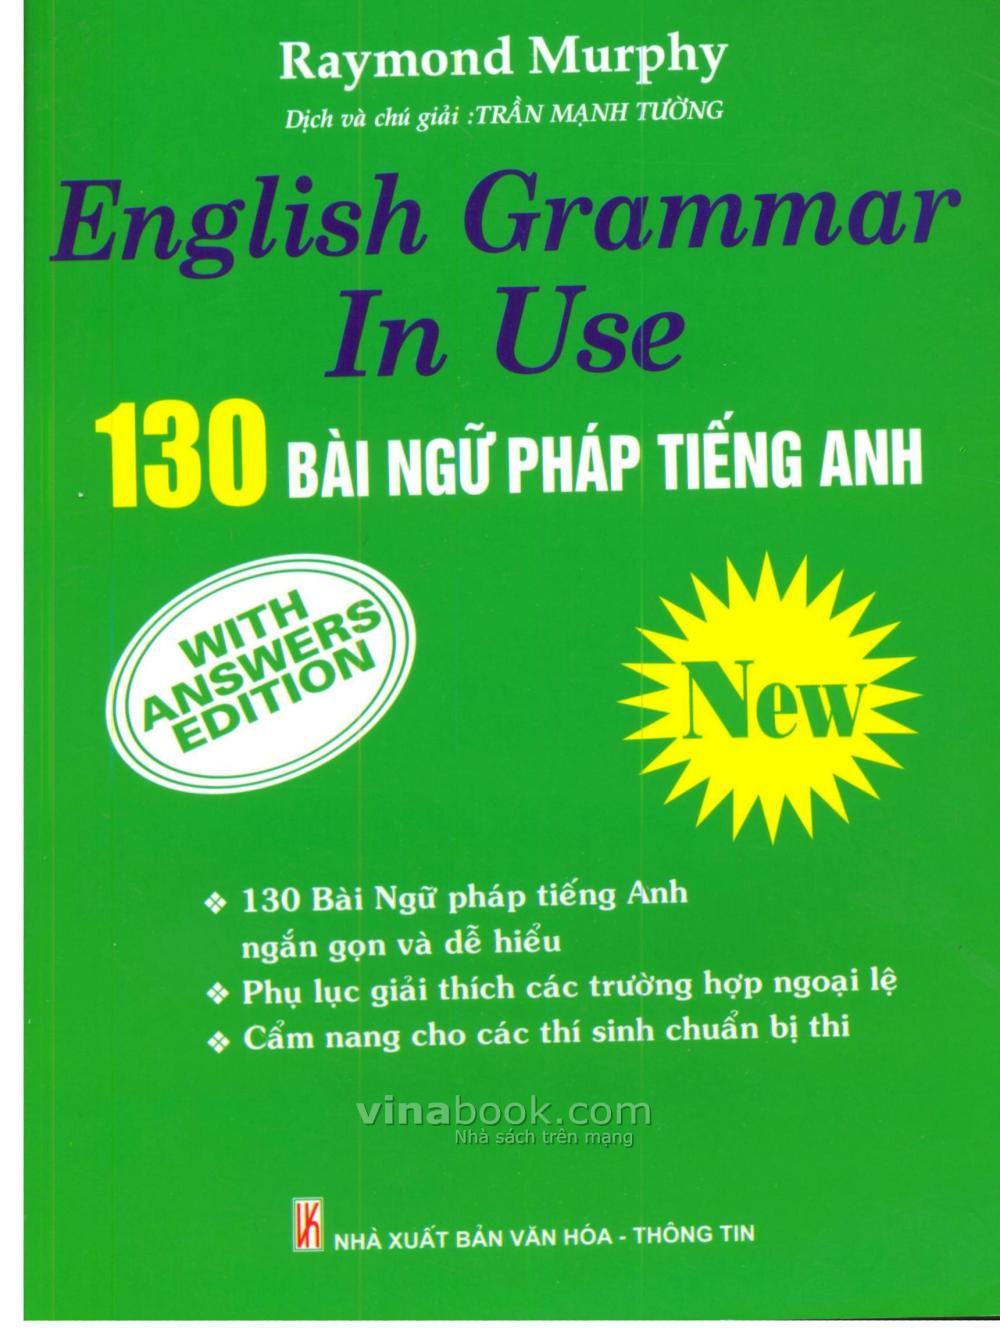 Raymond Murphy
Dịch và chú giải :TRẦN MẠNH TƯỜNG
English Grammar
In Use
130 BÀI NGỮ PHÁP TIẾNG ANH
WITH
ANSWERS
EDITION
New
❖ 130 Bài Ngữ pháp tiếng Anh
ngắn gọn và dễ hiểu
❖ Phụ lục giải thích các trường hợp ngoại lệ
❖ Cẩm nang cho các thí sinh chuẩn bị thi
vinabook.com
Nhà sách trên mạng
NHÀ XUẤT BẢN VĂN HÓA - THÔNG TIN